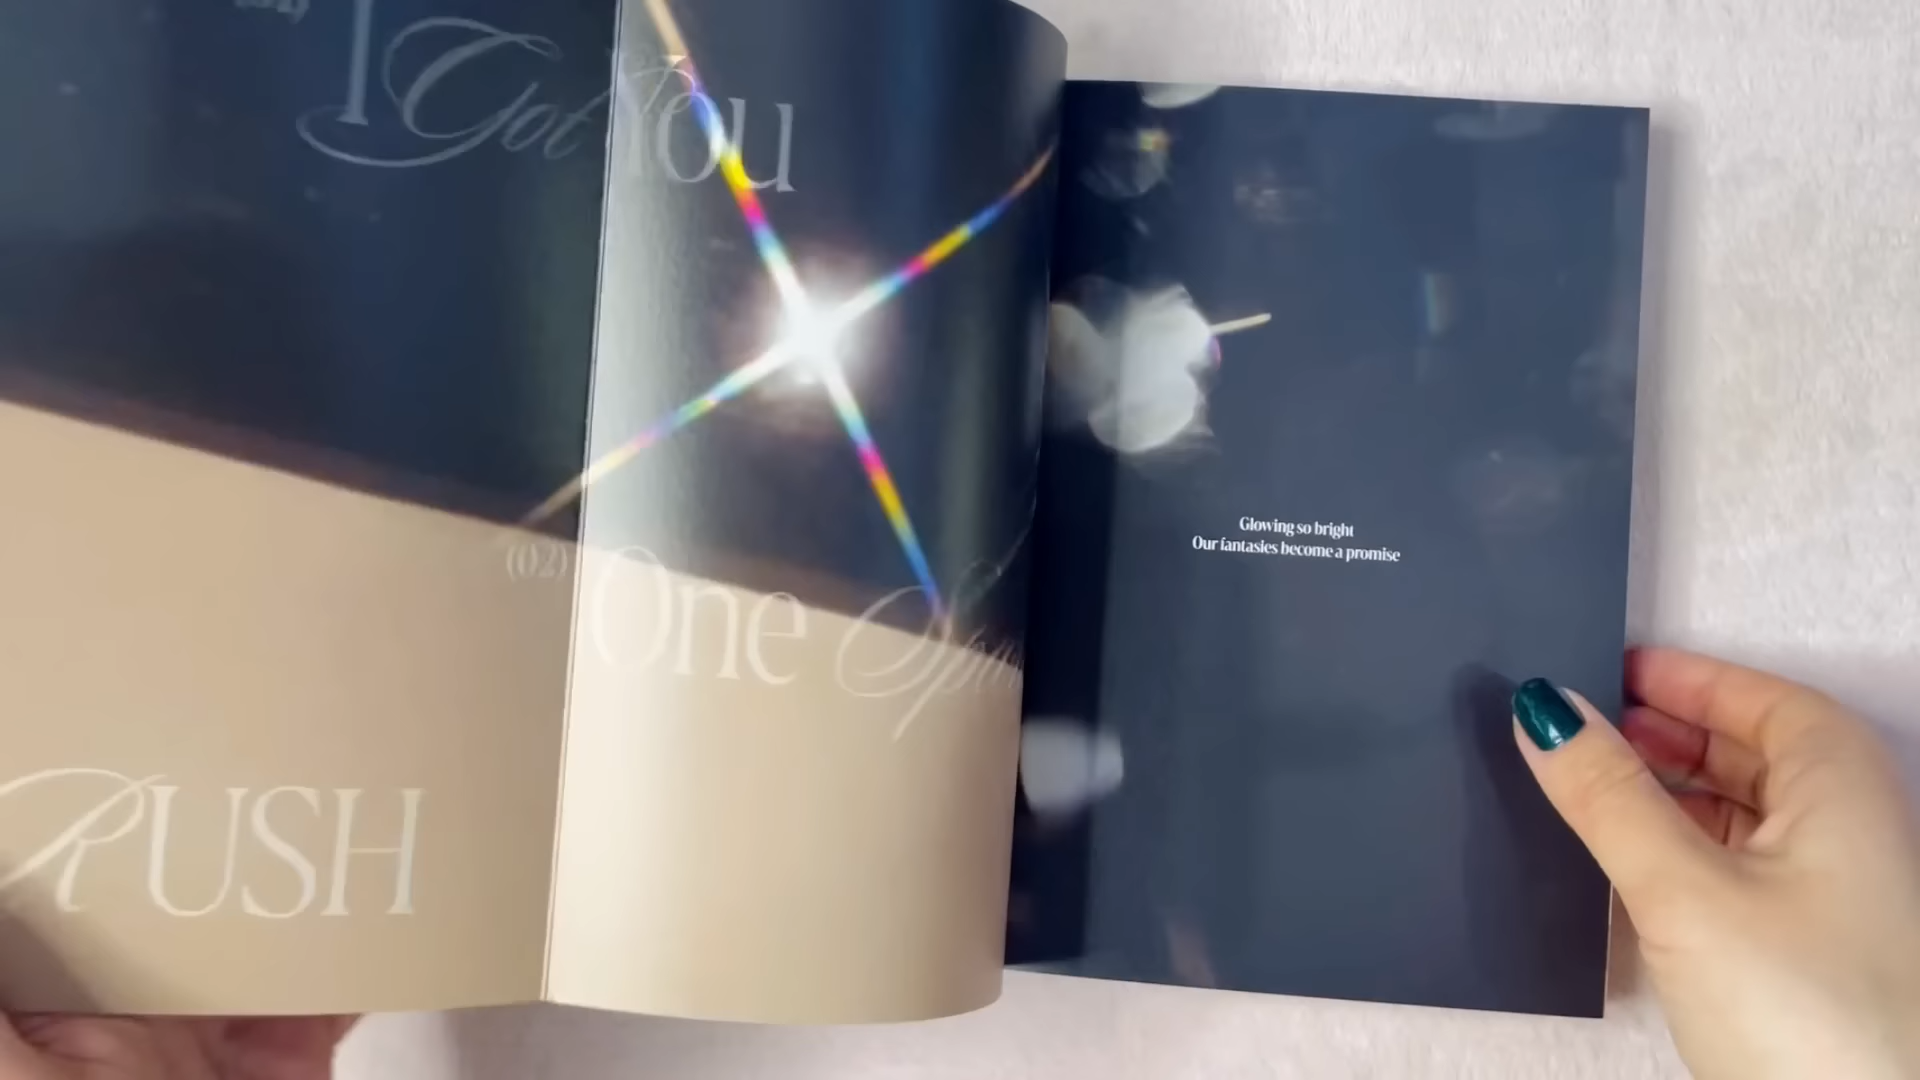 I Got You
(02) One
RUSH
Glowing so bright
Our fantasies become a promise